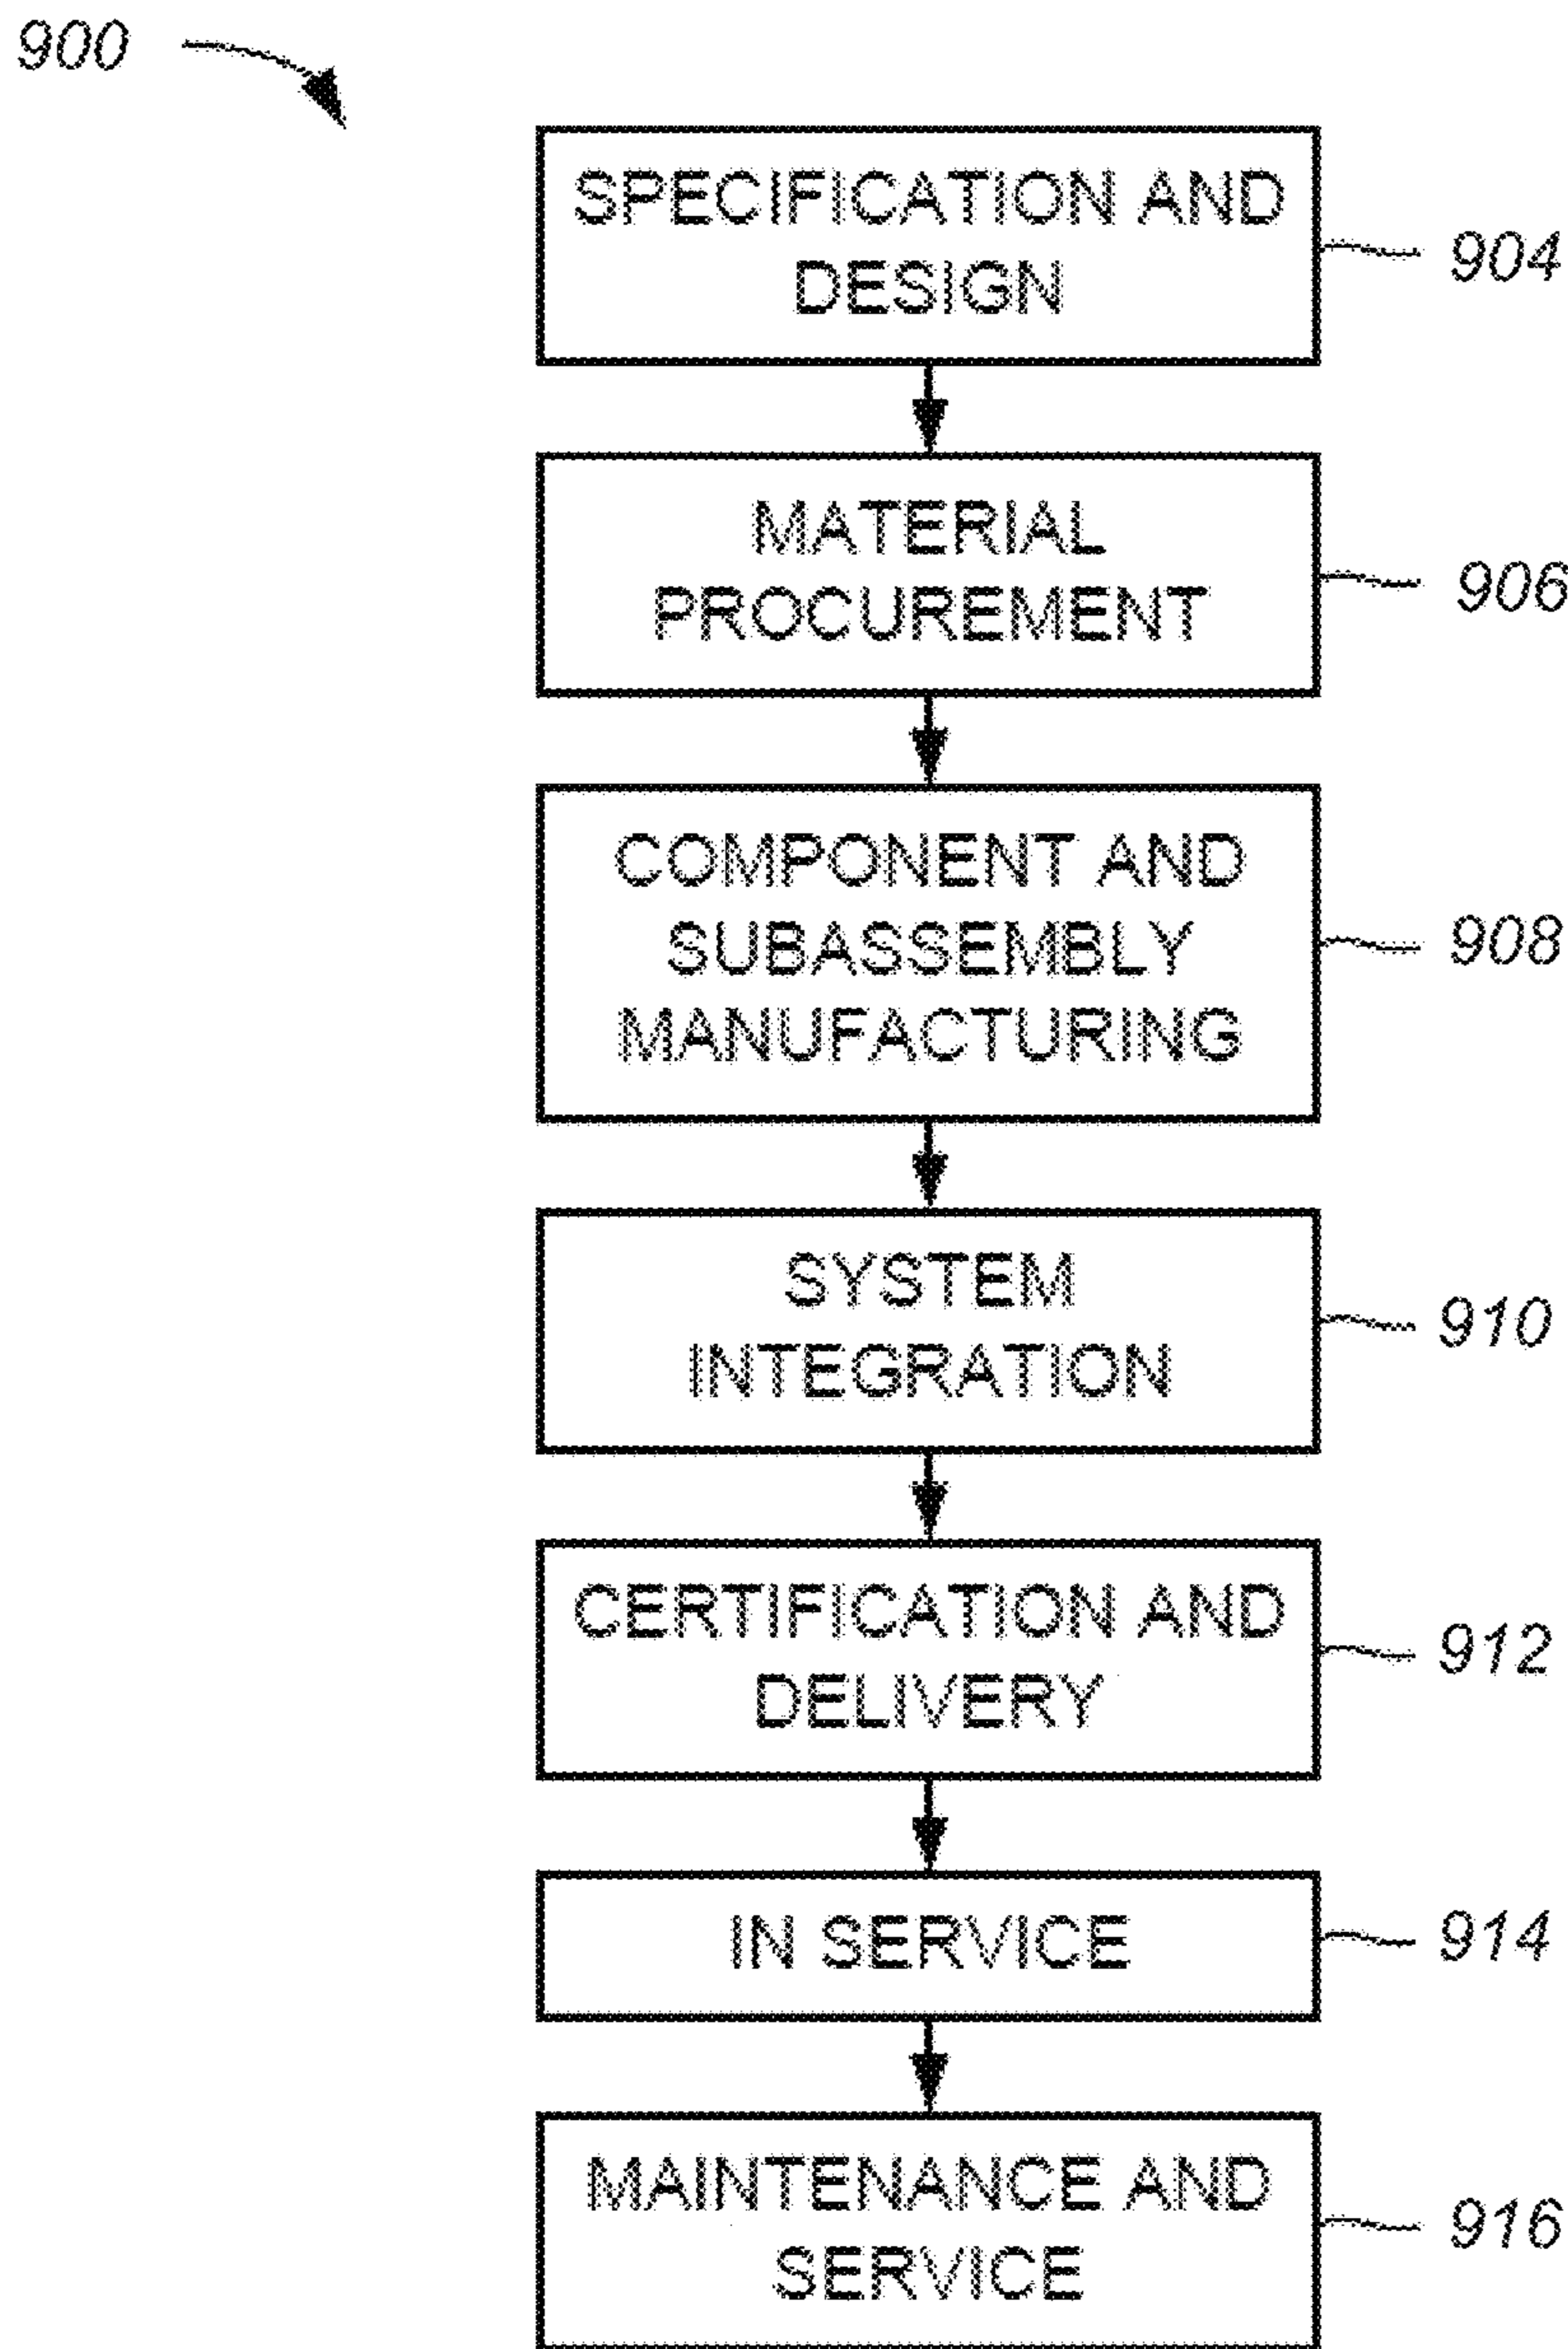 900
SPECIFICATION AND
DESIGN
904
MATERIAL
PROCUREMENT
906
COMPONENT AND
SUBASSEMBLY
MANUFACTURING
908
SYSTEM
INTEGRATION
910
CERTIFICATION AND
DELIVERY
912
IN SERVICE
914
MAINTENANCE AND
SERVICE
916